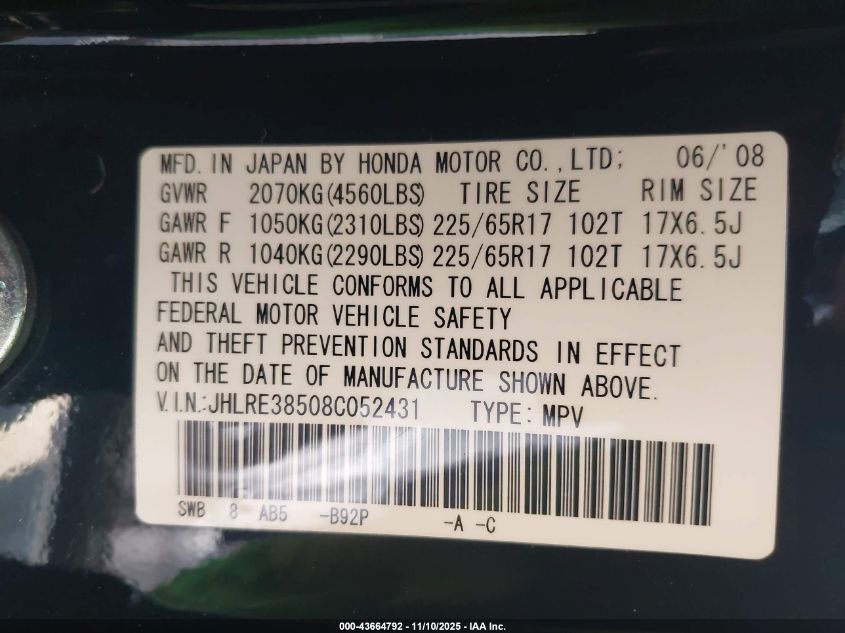 MFD. IN JAPAN BY HONDA MOTOR CO., LTD; 06/'08
GVWR 2070KG(4560LBS) TIRE SIZE RIM SIZE
GAWR F 1050KG(2310LBS) 225/65R17 102T 17X6.5J
GAWR R 1040KG(2290LBS) 225/65R17 102T 17X6.5J
THIS VEHICLE CONFORMS TO ALL APPLICABLE
FEDERAL MOTOR VEHICLE SAFETY
AND THEFT PREVENTION STANDARDS IN EFFECT
ON THE DATE OF MANUFACTURE SHOWN ABOVE.
V.I.N.:JHLRE38508C052431 TYPE: MPV
SWB 8 AB5 -B92P -A -C
000-43664792 - 11/10/2025 - IAA Inc.